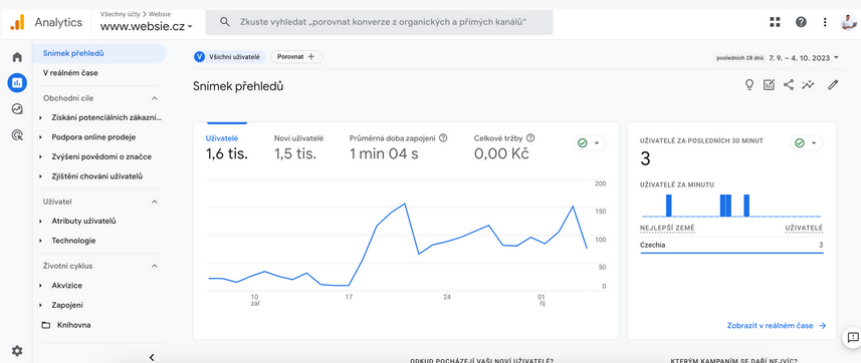 Analytics
Všechny účty > Websie
www.websie.cz
Zkuste vyhledat „porovnat konverze z organických a přímých kanálů“
Snímek přehledů
V reálném čase
Obchodní cíle
Získání potenciálních zákazní...
Podpora online prodeje
Zvýšení povědomí o značce
Zjištění chování uživatelů
Uživatel
Atributy uživatelů
Technologie
Životní cyklus
Akvizice
Zapojení
Knihovna
V Všichni uživatelé
Porovnat +
posledních 28 dnů 7. 9. – 4. 10. 2023
Snímek přehledů
Uživatelé
1,6 tis.
Noví uživatelé
1,5 tis.
Průměrná doba zapojení
1 min 04 s
Celkové tržby
0,00 Kč
200
150
100
50
0
10
zář
17
24
01
říj
UŽIVATELÉ ZA POSLEDNÍCH 30 MINUT
3
UŽIVATELÉ ZA MINUTU
NEJLEPŠÍ ZEMĚ UŽIVATELÉ
Czechia 3
Zobrazit v reálném čase
ODKUD POCHÁZEJÍ VAŠI NOVÍ UŽIVATELÉ?
KTERÝM KAMPANÍM SE DAŘÍ NEJVÍC?